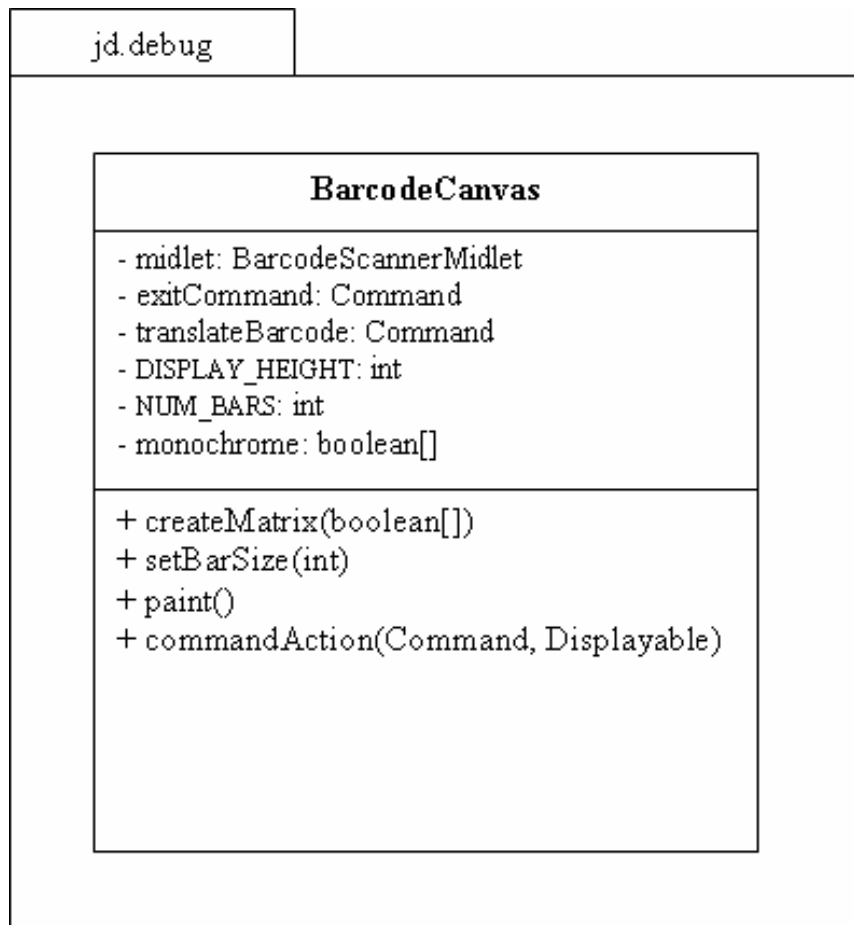 jd.debug
BarcodeCanvas
- midlet: BarcodeScannerMidlet
- exitCommand: Command
- translateBarcode: Command
- DISPLAY_HEIGHT: int
- NUM_BARS: int
- monochrome: boolean[]
+ createMatrix(boolean[])
+ setBarSize(int)
+ paint()
+ commandAction(Command, Displayable)